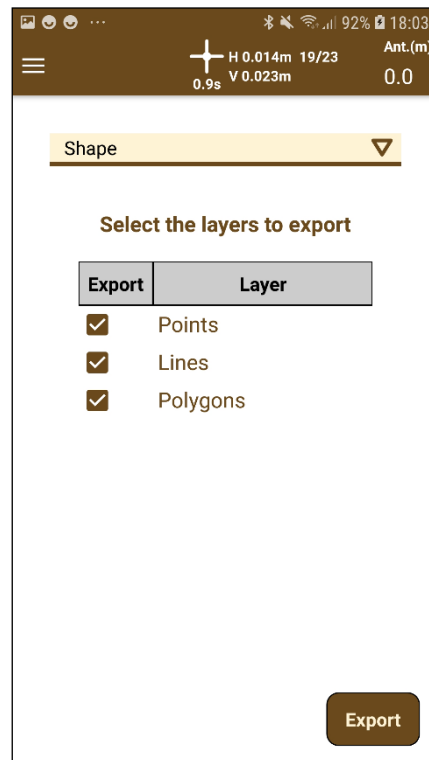 ... 92% 18:03
H 0.014m 19/23 Ant.(m)
0.9s V 0.023m 0.0
Shape
Select the layers to export
Export Layer
Points
Lines
Polygons
Export